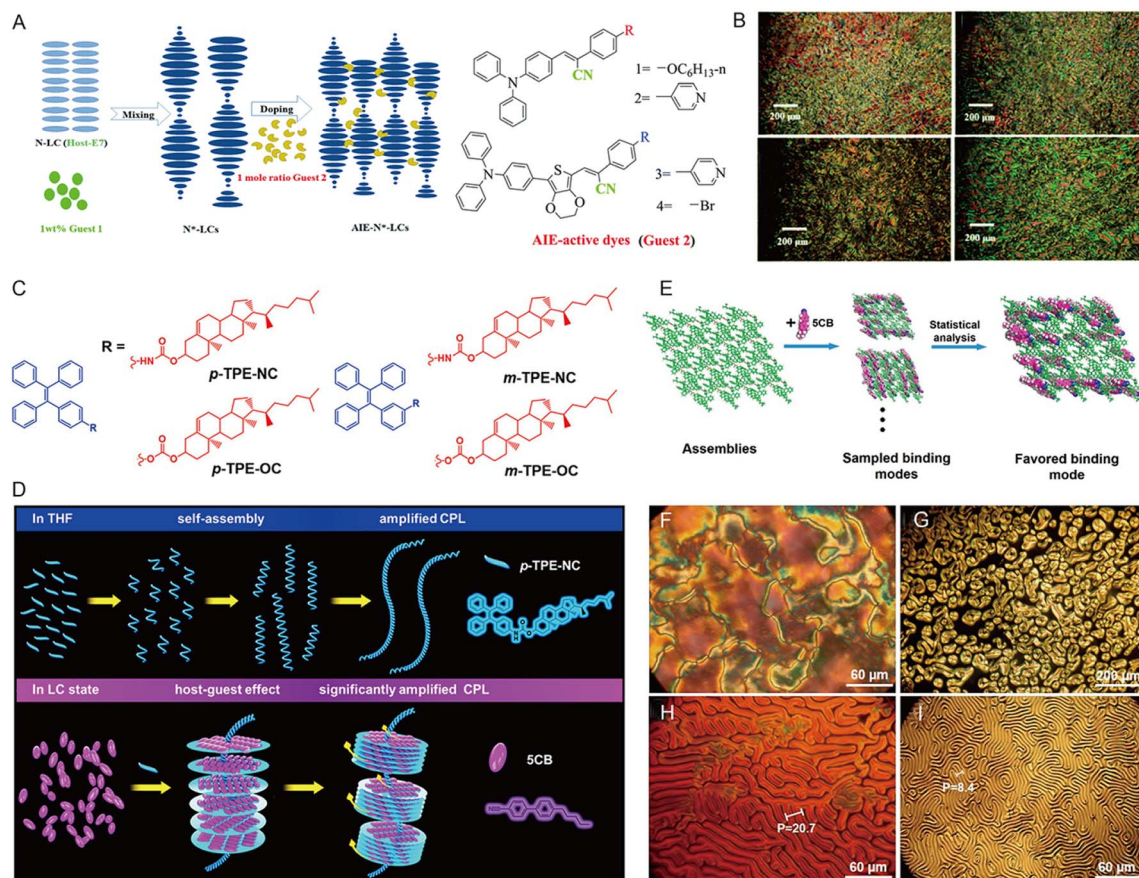 A
N-LC (Host-E7)
1wt% Guest 1
Mixing
N*-LCs
Doping
1 mole ratio Guest 2
AIE-N*-LCs
R
CN
1= −OC6H13-n
2=
N
N
R
S
CN
O
O
N
3=
N
4= −Br
AIE-active dyes (Guest 2)
B
200 μm
200 μm
200 μm
200 μm
C
R
R =
HN
O
O
p-TPE-NC
O
O
O
p-TPE-OC
R
HN
O
O
m-TPE-NC
O
O
O
m-TPE-OC
E
+
5CB
Statistical
analysis
Assemblies
Sampled binding
modes
Favored binding
mode
D
In THF
self-assembly
amplified CPL
p-TPE-NC
In LC state
host-guest effect
significantly amplified CPL
5CB
F
60 μm
G
200 μm
H
P=20.7
60 μm
I
P=8.4
60 μm